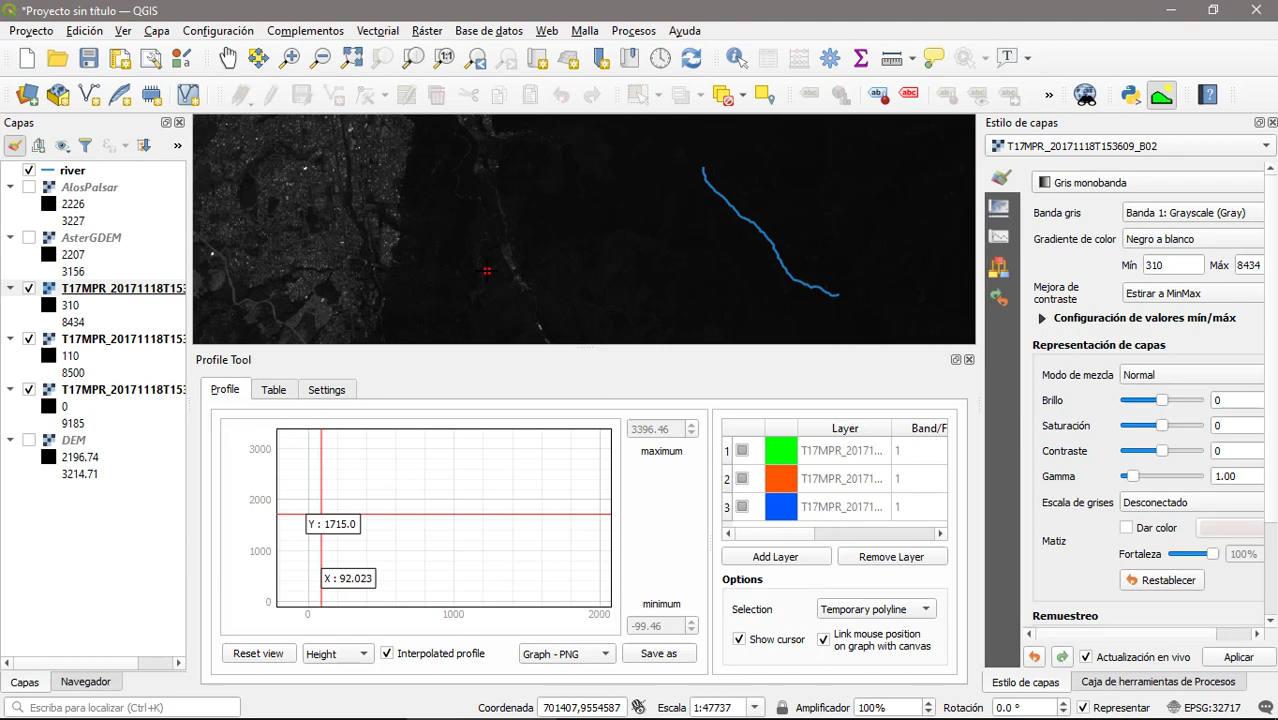 *Proyecto sin título — QGIS
Proyecto Edición Ver Capa Configuración Complementos Vectorial Ráster Base de datos Web Malla Procesos Ayuda
Capas
river
AlosPalsar
2226
3227
AsterGDEM
2207
3156
T17MPR_20171118T153
310
8434
T17MPR_20171118T153
110
8500
T17MPR_20171118T153
0
9185
DEM
2196.74
3214.71
Capas Navegador
Profile Tool
Profile Table Settings
3000
2000
1000
0
0 1000 2000
Y : 1715.0
X : 92.023
3396.46
maximum
minimum
-99.46
Reset view Height Interpolated profile Graph - PNG Save as
Layer Band/F
1 T17MPR_20171... 1
2 T17MPR_20171... 1
3 T17MPR_20171... 1
Add Layer Remove Layer
Options
Selection Temporary polyline
Show cursor Link mouse position
on graph with canvas
Estilo de capas
T17MPR_20171118T153609_B02
Gris monobanda
Banda gris Banda 1: Grayscale (Gray)
Gradiente de color Negro a blanco
Mín 310 Máx 8434
Mejora de
contraste Estirar a MinMax
Configuración de valores mín/máx
Representación de capas
Modo de mezcla Normal
Brillo 0
Saturación 0
Contraste 0
Gamma 1.00
Escala de grises Desconectado
Matiz Dar color
Fortaleza 100%
Restablecer
Remuestreo
Actualización en vivo Aplicar
Estilo de capas Caja de herramientas de Procesos
Escriba para localizar (Ctrl+K) Coordenada 701407,9554587 Escala 1:47737 Amplificador 100% Rotación 0.0 ° Representar EPSG:32717